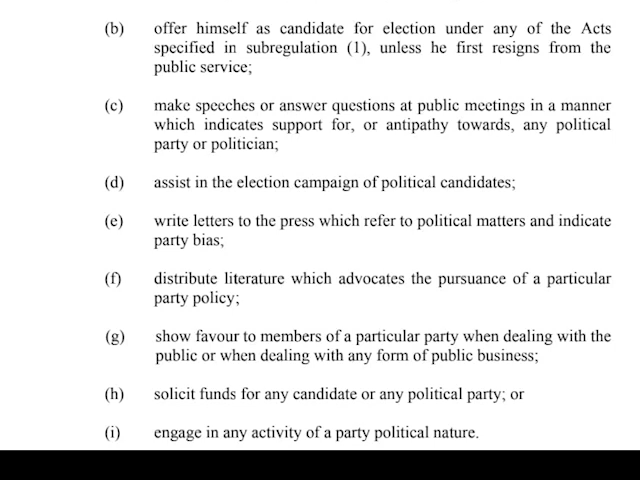 (b) offer himself as candidate for election under any of the Acts
specified in subregulation (1), unless he first resigns from the
public service;
(c) make speeches or answer questions at public meetings in a manner
which indicates support for, or antipathy towards, any political
party or politician;
(d) assist in the election campaign of political candidates;
(e) write letters to the press which refer to political matters and indicate
party bias;
(f) distribute literature which advocates the pursuance of a particular
party policy;
(g) show favour to members of a particular party when dealing with the
public or when dealing with any form of public business;
(h) solicit funds for any candidate or any political party; or
(i) engage in any activity of a party political nature.